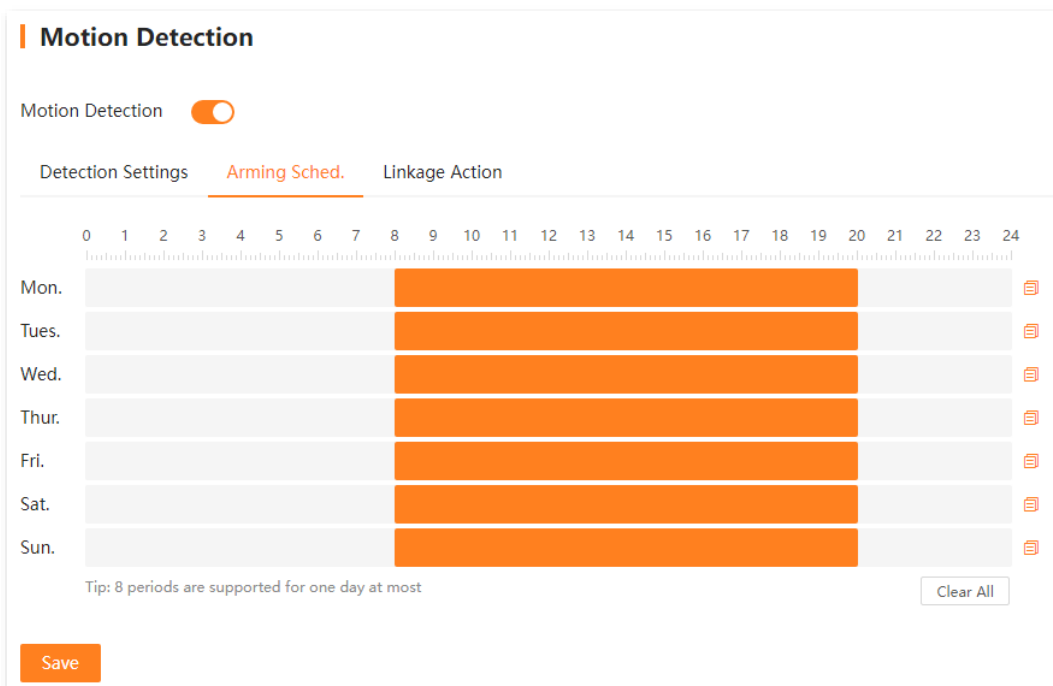 Motion Detection
Motion Detection
Detection Settings Arming Sched. Linkage Action
0 1 2 3 4 5 6 7 8 9 10 11 12 13 14 15 16 17 18 19 20 21 22 23 24
Mon.
Tues.
Wed.
Thur.
Fri.
Sat.
Sun.
Tip: 8 periods are supported for one day at most
Clear All
Save